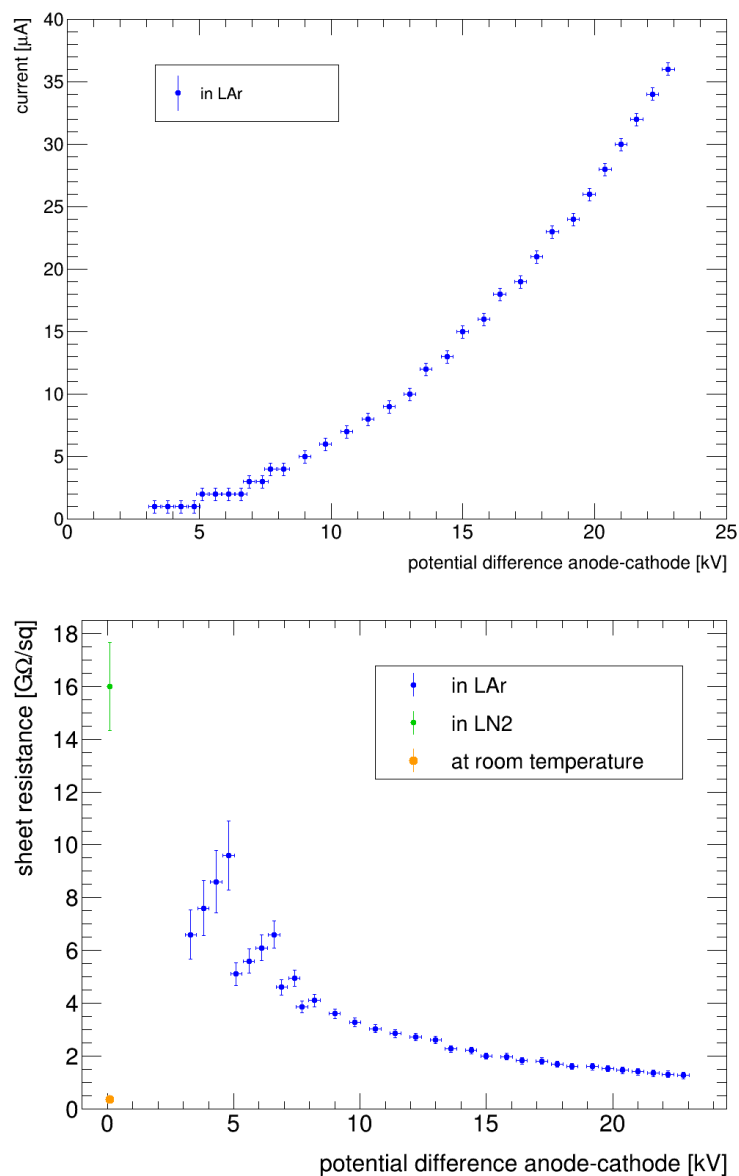 current [μA]
40
35
30
25
20
15
10
5
0
in LAr
0 5 10 15 20 25
potential difference anode-cathode [kV]
sheet resistance [GΩ/sq]
18
16
14
12
10
8
6
4
2
0
in LAr
in LN2
at room temperature
0 5 10 15 20
potential difference anode-cathode [kV]